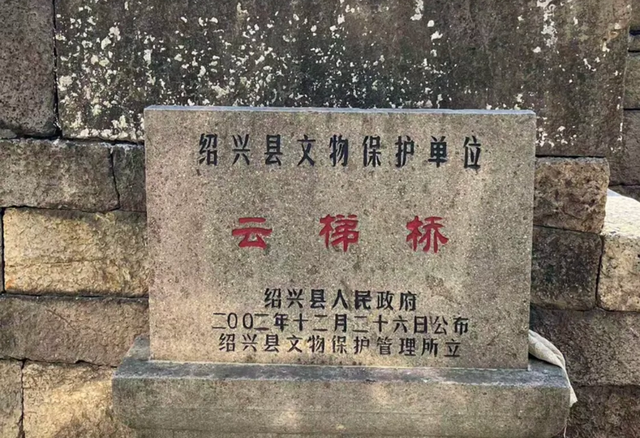 绍兴县文物保护单位
云梯桥
绍兴县人民政府
二〇〇二年十二月二十六日公布
绍兴县文物保护管理所立